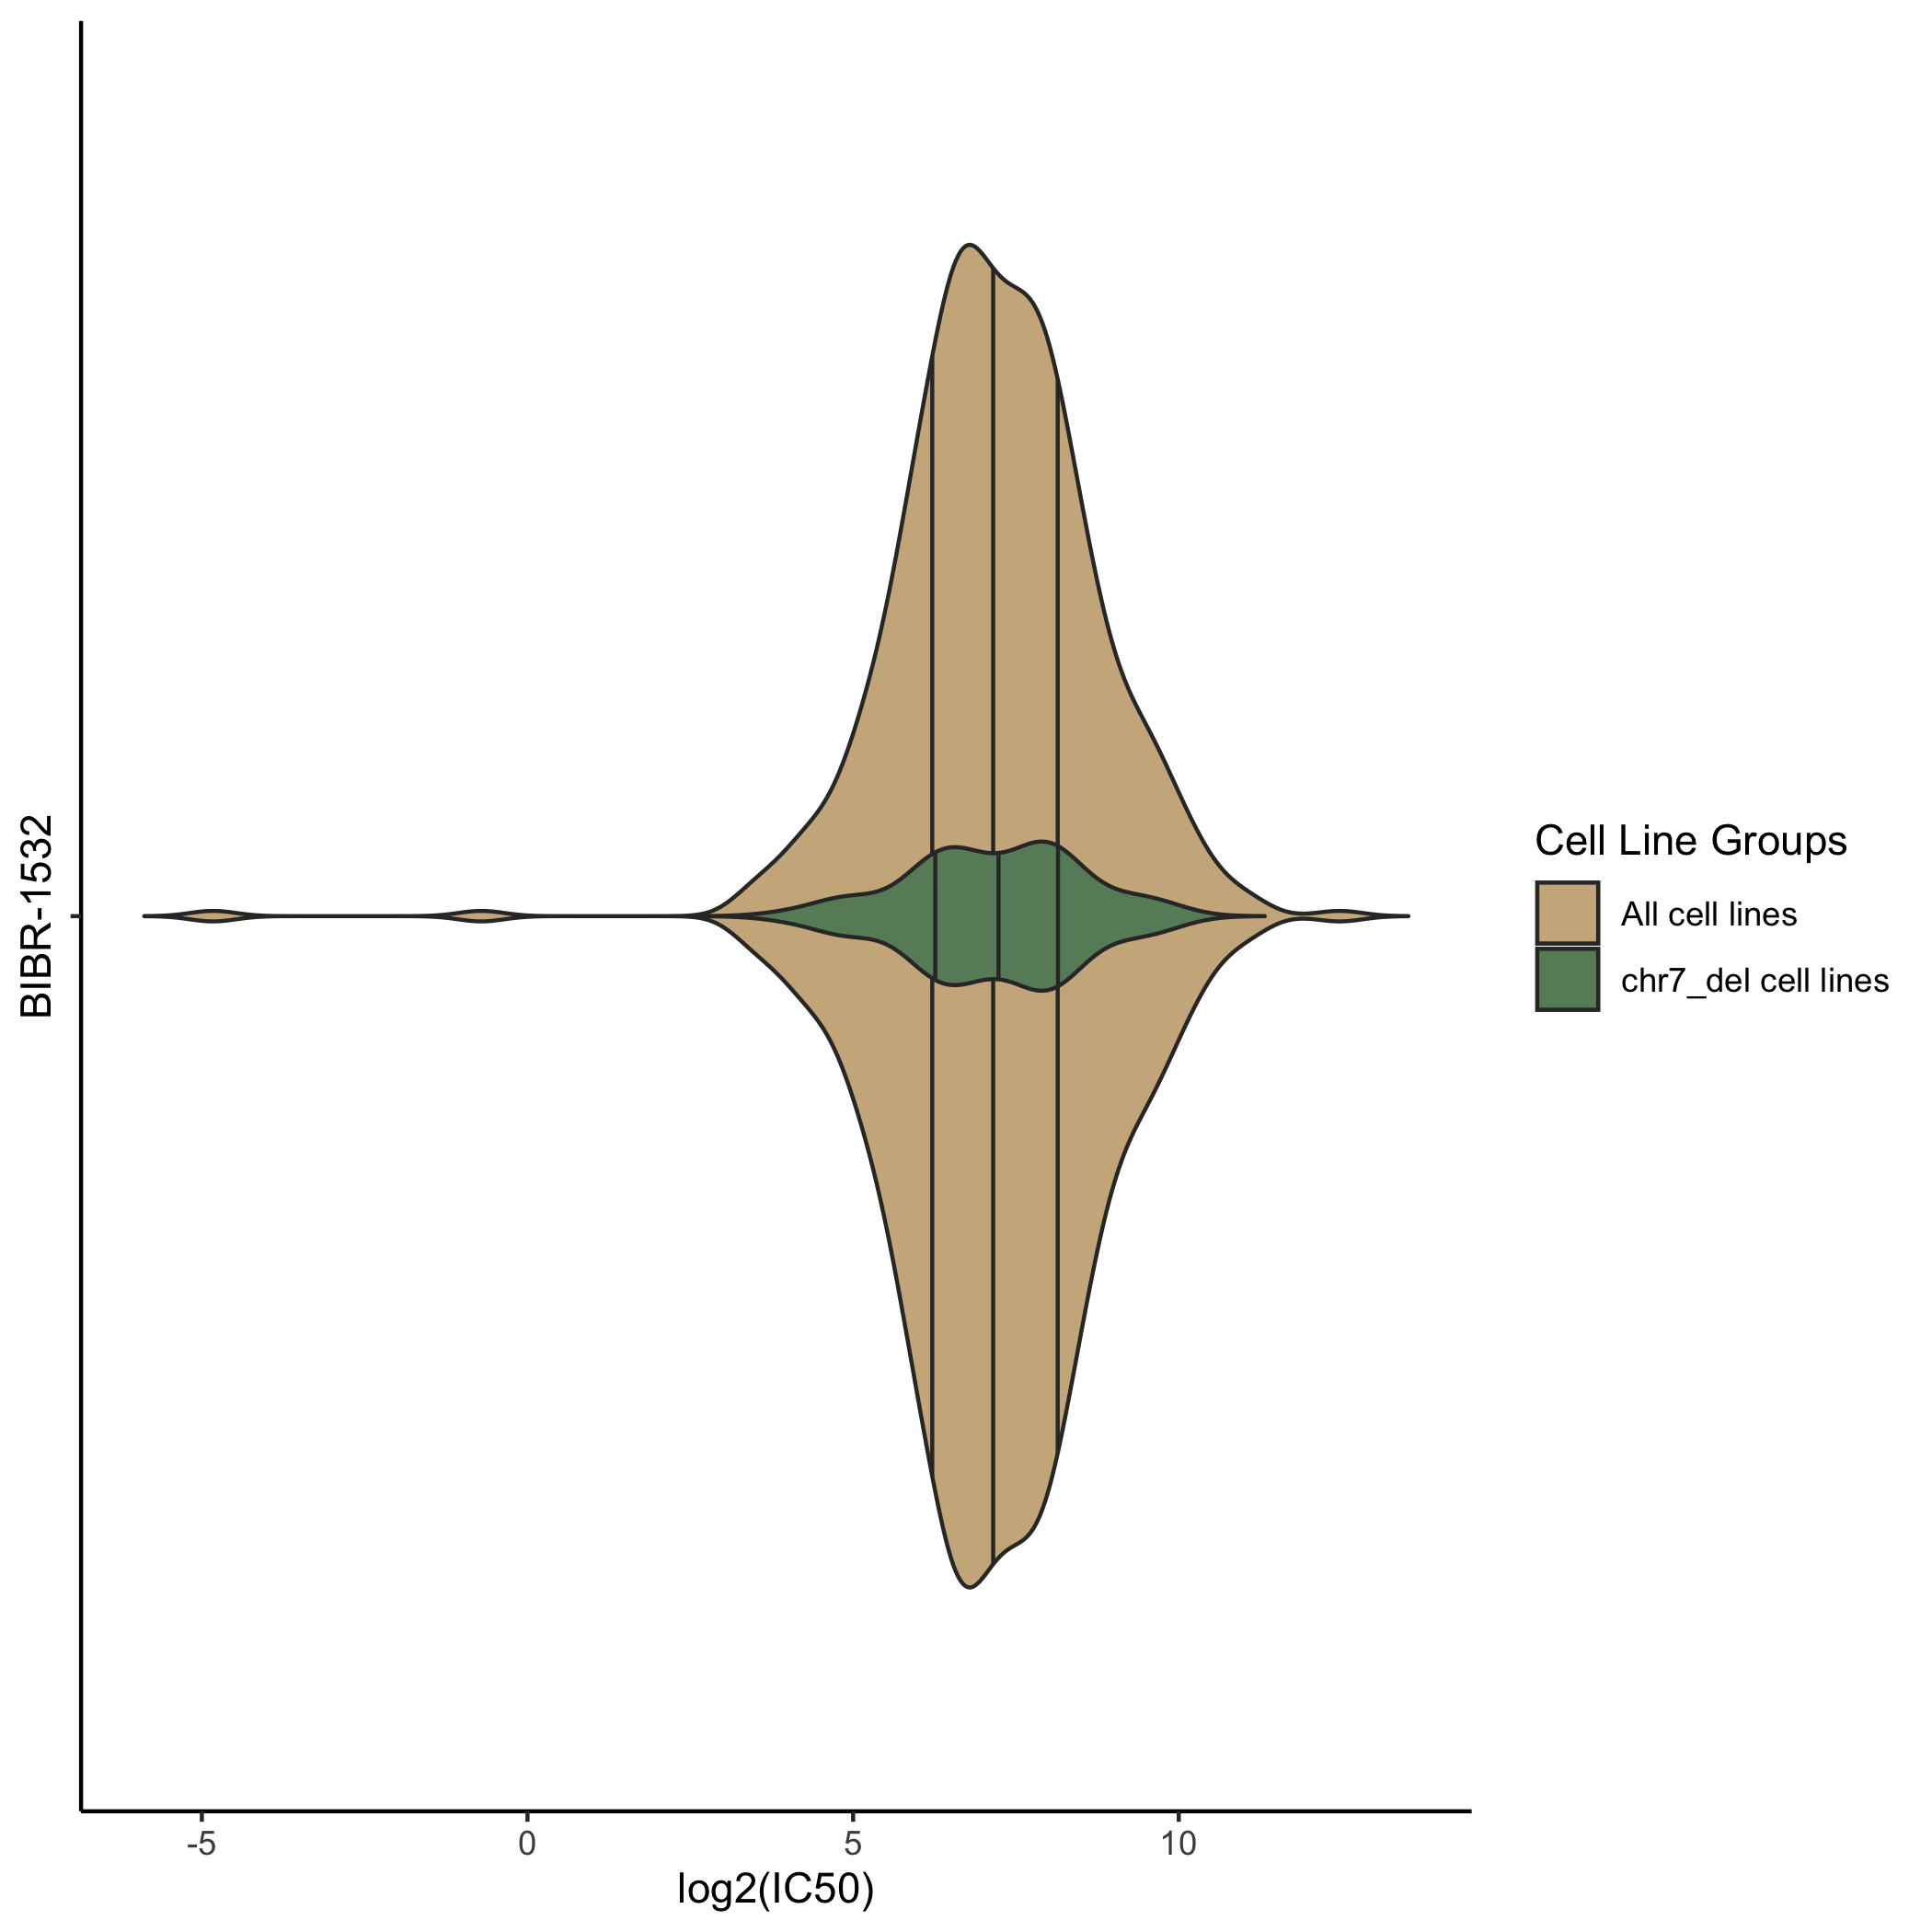 BIBR-1532
Cell Line Groups
All cell lines
chr7_del cell lines
-5 0 5 10
log2(IC50)